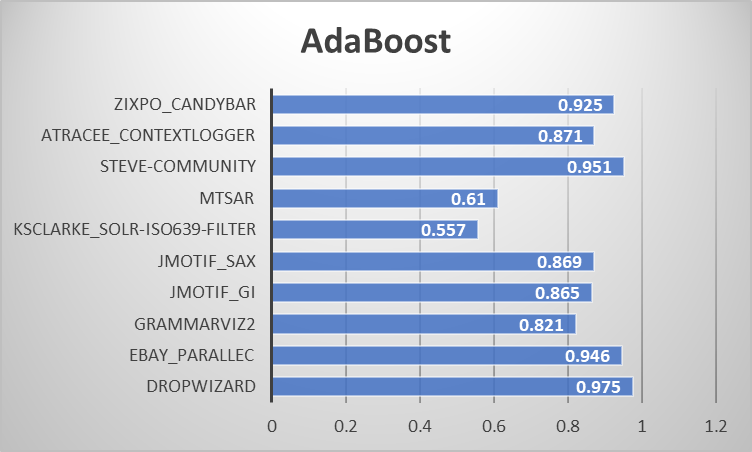 AdaBoost
ZIXPO_CANDYBAR 0.925
ATRACEE_CONTEXTLOGGER 0.871
STEVE-COMMUNITY 0.951
MTSAR 0.61
KSCLARKE_SOLR-ISO639-FILTER 0.557
JMOTIF_SAX 0.869
JMOTIF_GI 0.865
GRAMMARVIZ2 0.821
EBAY_PARALLEC 0.946
DROPWIZARD 0.975
0 0.2 0.4 0.6 0.8 1 1.2